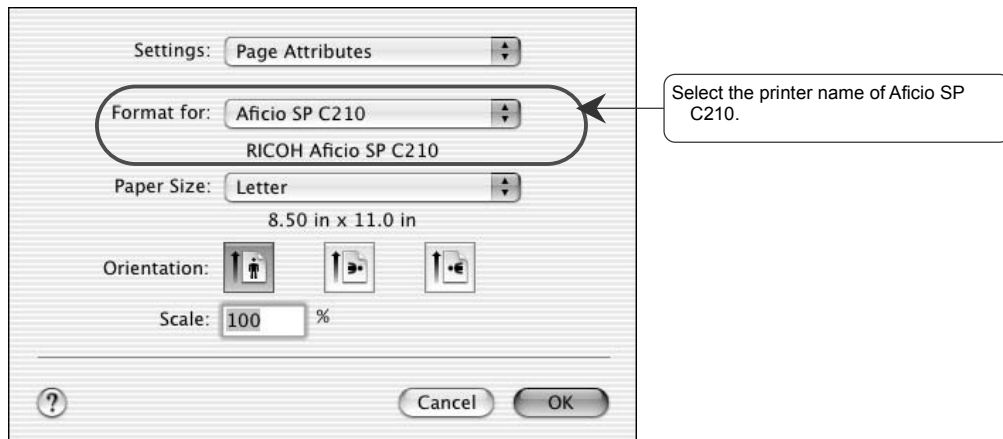 Settings: Page Attributes
Format for: Aficio SP C210
RICOH Aficio SP C210
Select the printer name of Aficio SP
C210.
Paper Size: Letter
8.50 in x 11.0 in
Orientation:
Scale: 100 %
? Cancel OK